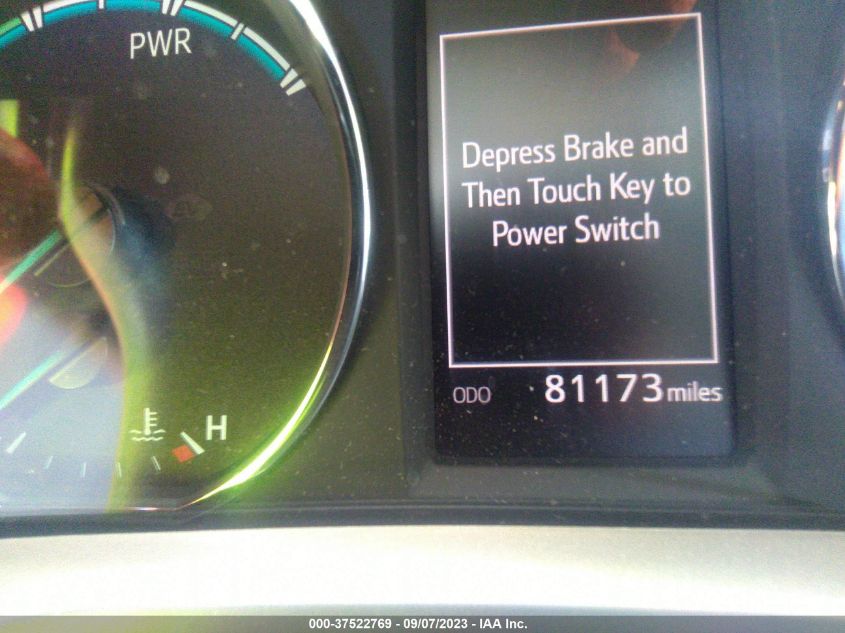 PWR
Depress Brake and
Then Touch Key to
Power Switch
ODO 81173 miles
H
000-37522769 - 09/07/2023 - IAA Inc.